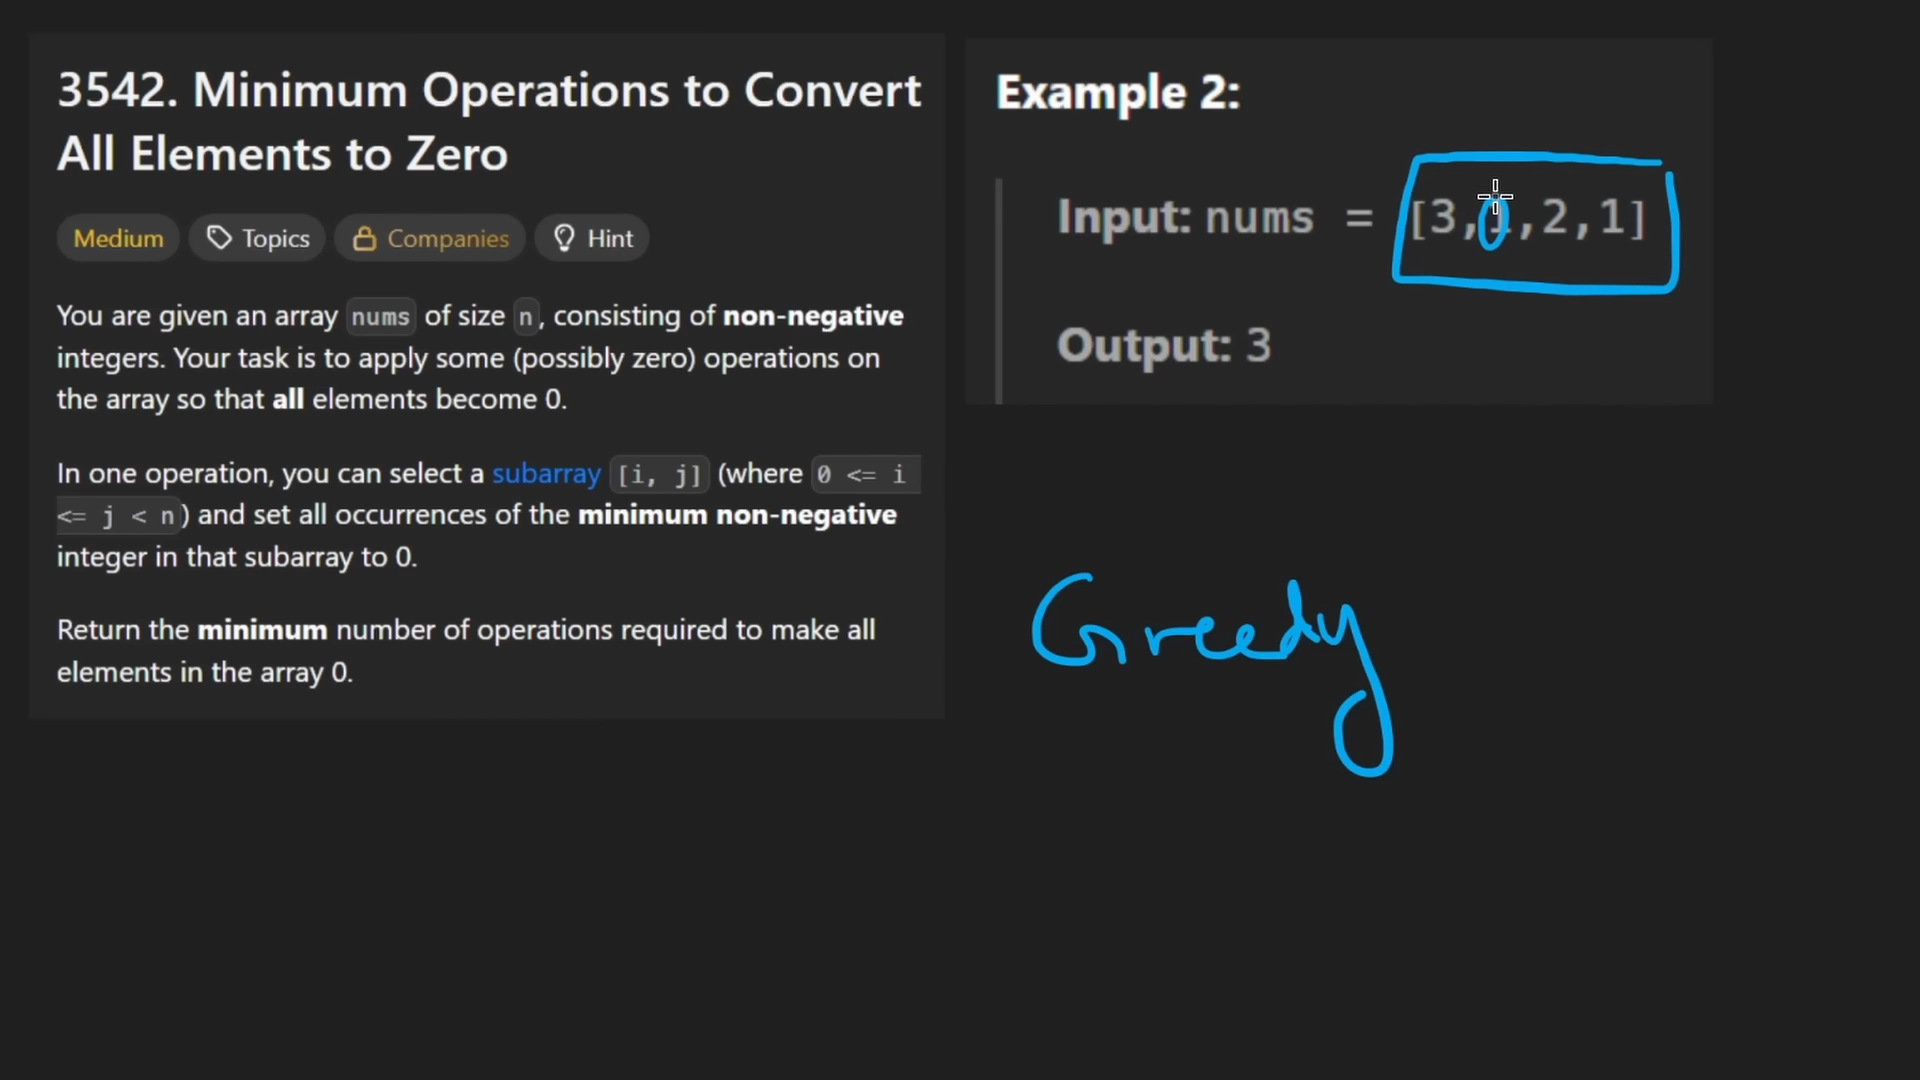 3542. Minimum Operations to Convert
All Elements to Zero
Medium Topics Companies Hint
You are given an array nums of size n, consisting of non-negative
integers. Your task is to apply some (possibly zero) operations on
the array so that all elements become 0.
In one operation, you can select a subarray [i, j] (where 0 <= i
<= j < n) and set all occurrences of the minimum non-negative
integer in that subarray to 0.
Return the minimum number of operations required to make all
elements in the array 0.
Example 2:
Input: nums = [3,1,2,1]
Output: 3
Greedy